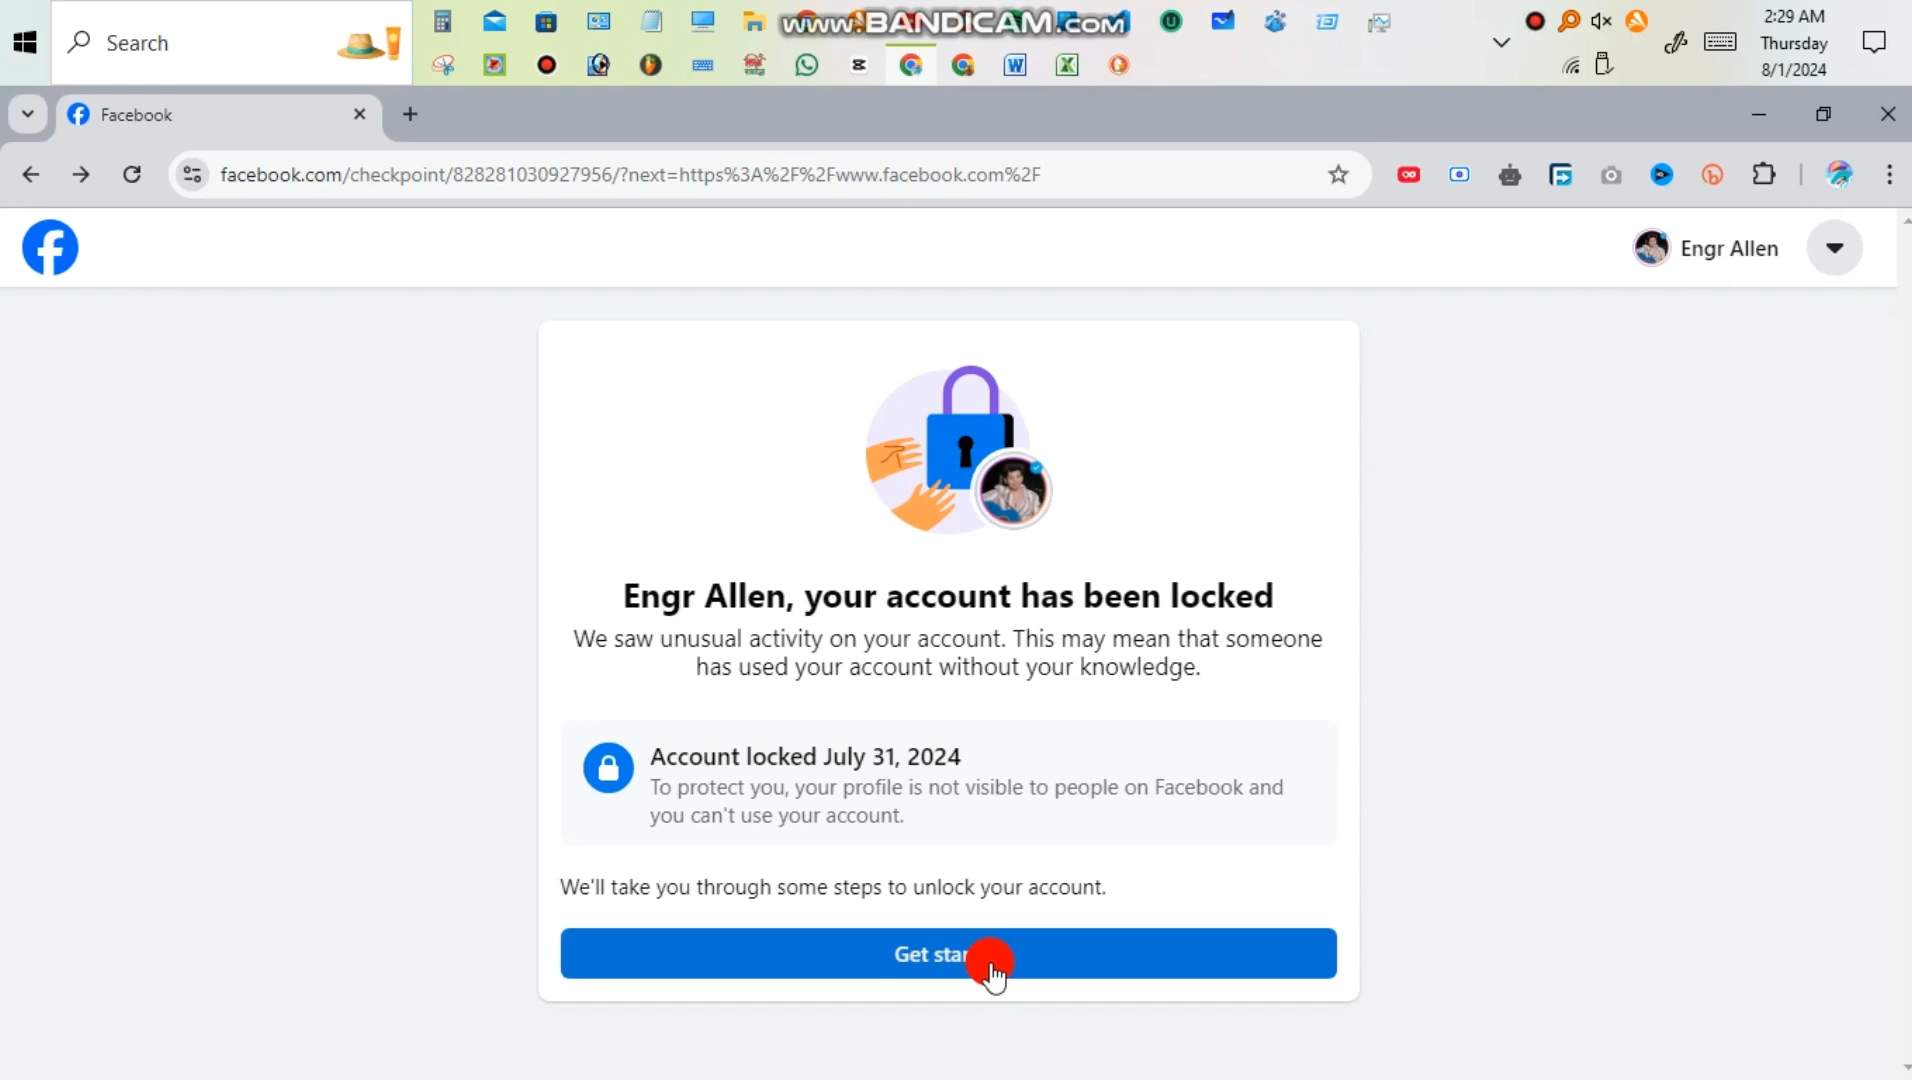 www.BANDICAM.com
Search
2:29 AM
Thursday
8/1/2024
Facebook
facebook.com/checkpoint/828281030927956/?next=https%3A%2F%2Fwww.facebook.com%2F
Engr Allen
Engr Allen, your account has been locked
We saw unusual activity on your account. This may mean that someone
has used your account without your knowledge.
Account locked July 31, 2024
To protect you, your profile is not visible to people on Facebook and
you can't use your account.
We'll take you through some steps to unlock your account.
Get star